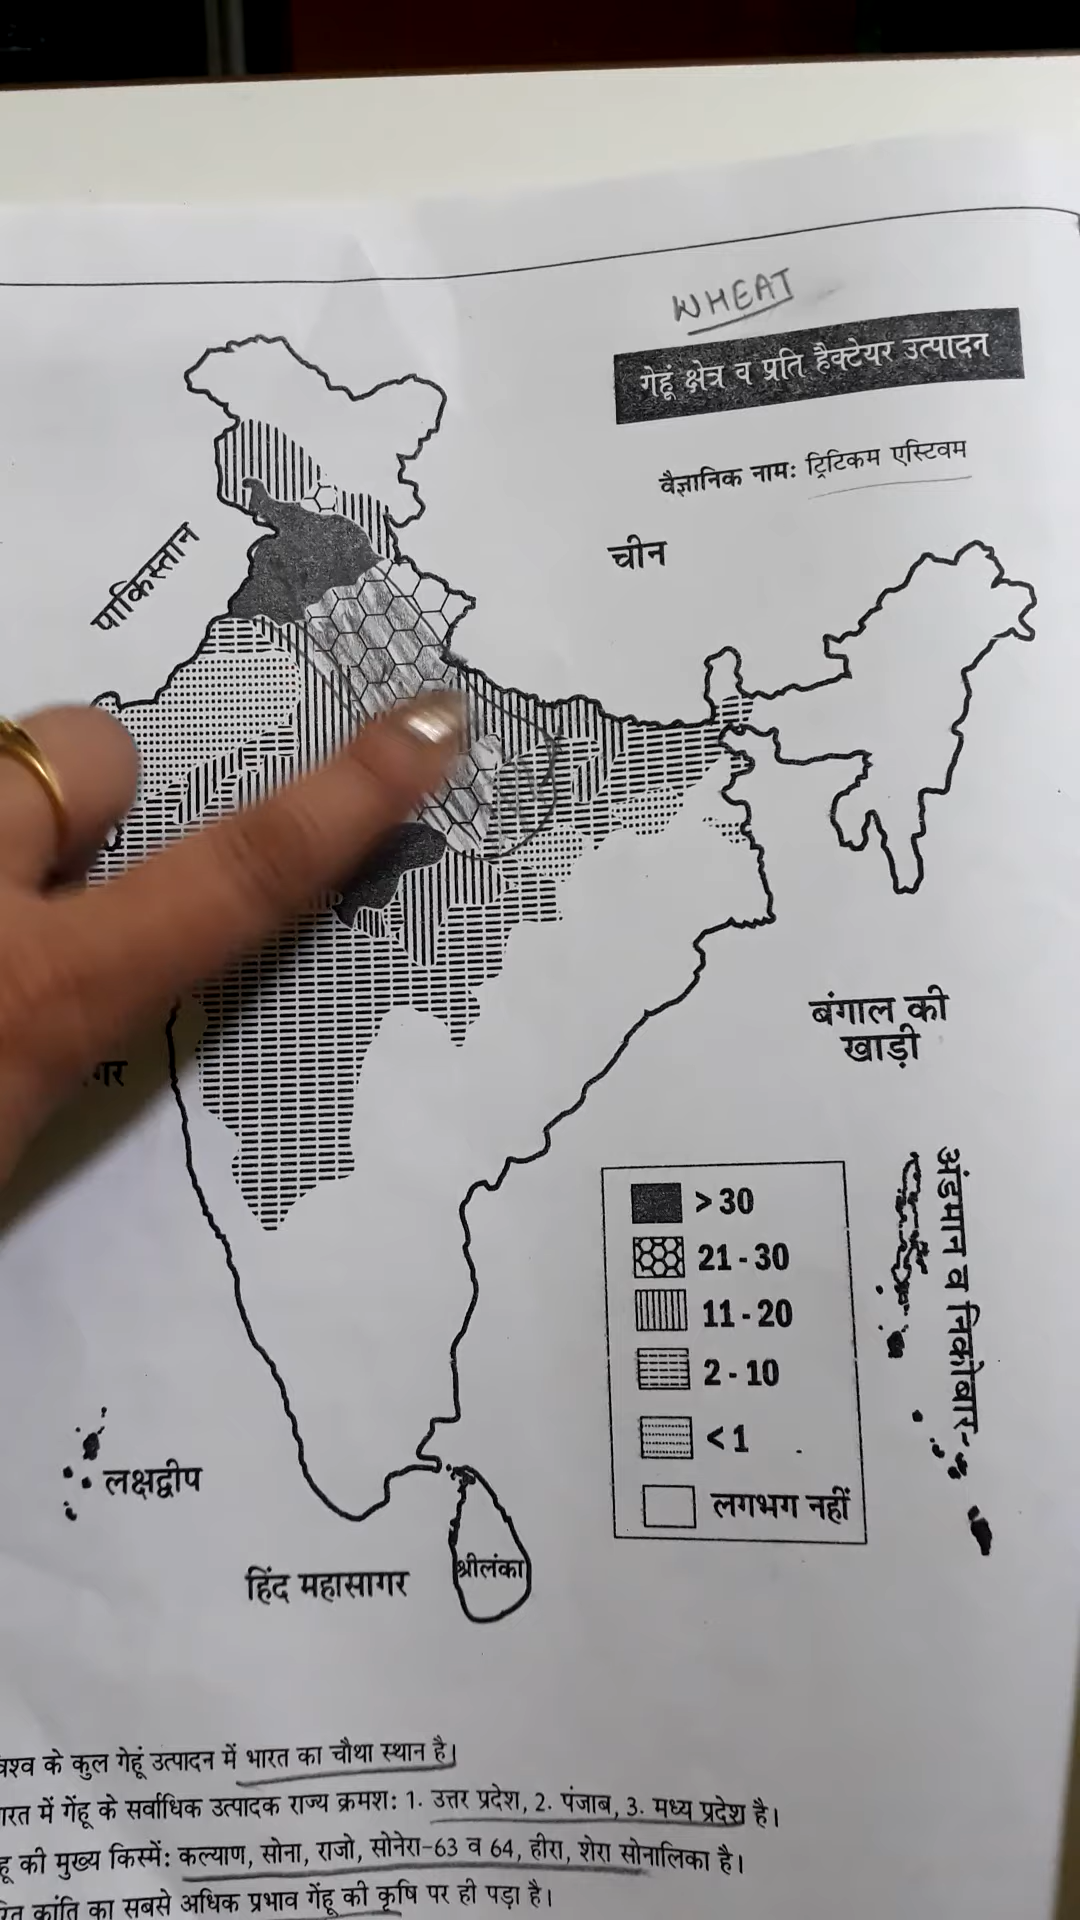 WHEAT
गेहूं क्षेत्र व प्रति हैक्टेयर उत्पादन
वैज्ञानिक नाम: ट्रिटिकम एस्टिवम
पाकिस्तान
चीन
बंगाल की
खाड़ी
अंडमान व निकोबार
> 30
21 - 30
11 - 20
2 - 10
< 1
लगभग नहीं
लक्षद्वीप
श्रीलंका
हिंद महासागर
के कुल गेहूं उत्पादन में भारत का चौथा स्थान है।
में गेंहू के सर्वाधिक उत्पादक राज्य क्रमश: 1. उत्तर प्रदेश, 2. पंजाब, 3. मध्य प्रदेश है।
की मुख्य किस्में: कल्याण, सोना, राजो, सोनेरा-63 व 64, हीरा, शेरा सोनालिका है।
क्रांति का सबसे अधिक प्रभाव गेंहू की कृषि पर ही पड़ा है।